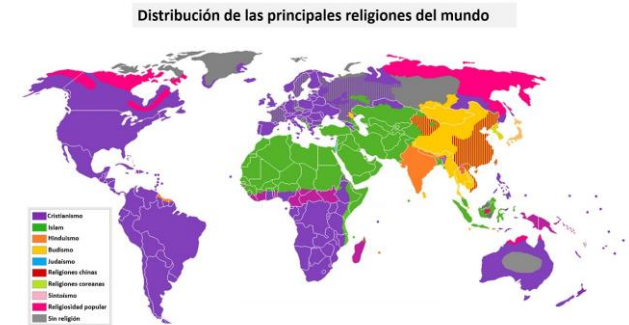 Distribución de las principales religiones del mundo
Cristianismo
Islam
Hinduismo
Budismo
Judaísmo
Religiones chinas
Religiones coreanas
Sintoísmo
Religiosidad popular
Sin religión